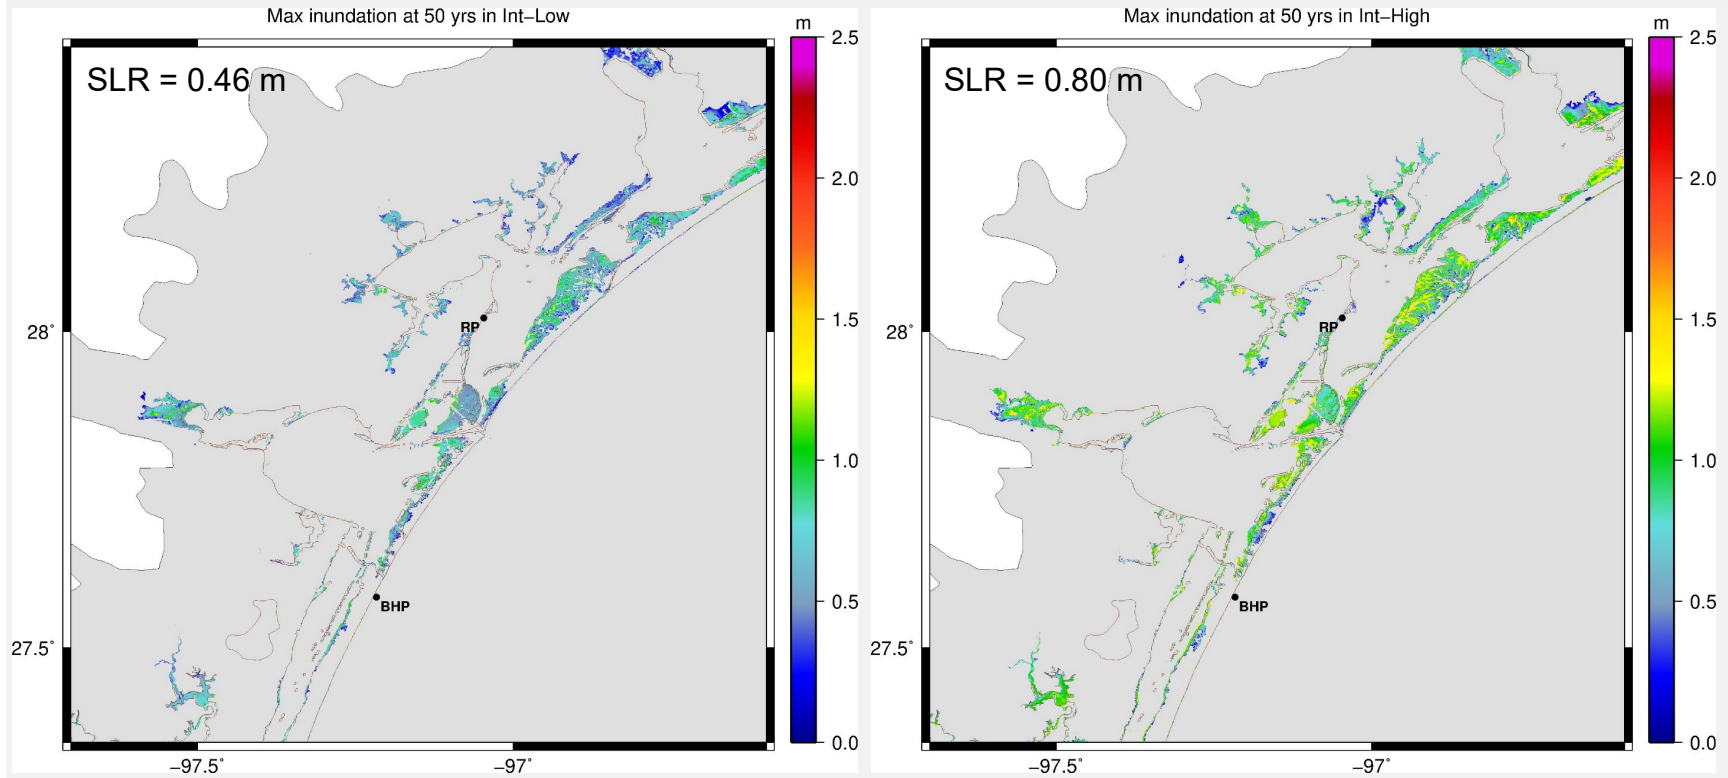 Max inundation at 50 yrs in Int−Low
SLR = 0.46 m
28˚
27.5˚
−97.5˚
−97˚
RP
BHP
m
2.5
2.0
1.5
1.0
0.5
0.0
Max inundation at 50 yrs in Int−High
SLR = 0.80 m
28˚
27.5˚
−97.5˚
−97˚
RP
BHP
m
2.5
2.0
1.5
1.0
0.5
0.0